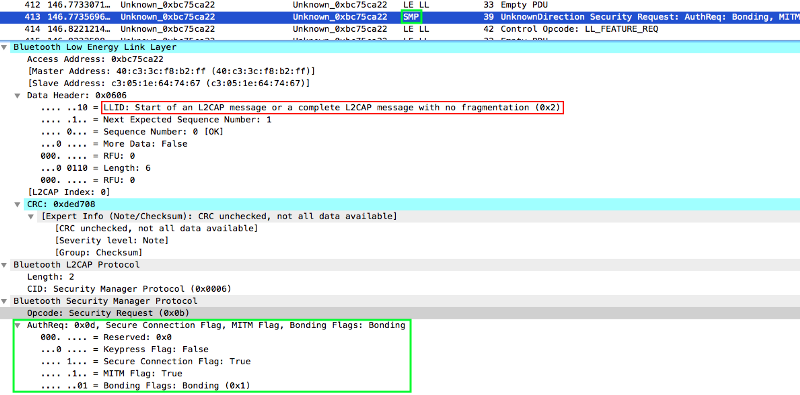 412 146.7733071… Unknown_0xbc75ca22 Unknown_0xbc75ca22 LE LL 33 Empty PDU
413 146.7735696… Unknown_0xbc75ca22 Unknown_0xbc75ca22 SMP 39 UnknownDirection Security Request: AuthReq: Bonding, MITM
414 146.8221214… Unknown_0xbc75ca22 Unknown_0xbc75ca22 LE LL 42 Control Opcode: LL_FEATURE_REQ
Bluetooth Low Energy Link Layer
Access Address: 0xbc75ca22
[Master Address: 40:c3:3c:f8:b2:ff (40:c3:3c:f8:b2:ff)]
[Slave Address: c3:05:1e:64:74:67 (c3:05:1e:64:74:67)]
Data Header: 0x0606
.... ..10 = LLID: Start of an L2CAP message or a complete L2CAP message with no fragmentation (0x2)
.... .1.. = Next Expected Sequence Number: 1
.... 0... = Sequence Number: 0 [OK]
...0 .... = More Data: False
000. .... = RFU: 0
...0 0110 = Length: 6
000. .... = RFU: 0
[L2CAP Index: 0]
CRC: 0xded708
[Expert Info (Note/Checksum): CRC unchecked, not all data available]
[CRC unchecked, not all data available]
[Severity level: Note]
[Group: Checksum]
Bluetooth L2CAP Protocol
Length: 2
CID: Security Manager Protocol (0x0006)
Bluetooth Security Manager Protocol
Opcode: Security Request (0x0b)
AuthReq: 0x0d, Secure Connection Flag, MITM Flag, Bonding Flags: Bonding
000. .... = Reserved: 0x0
...0 .... = Keypress Flag: False
.... 1... = Secure Connection Flag: True
.... .1.. = MITM Flag: True
.... ..01 = Bonding Flags: Bonding (0x1)